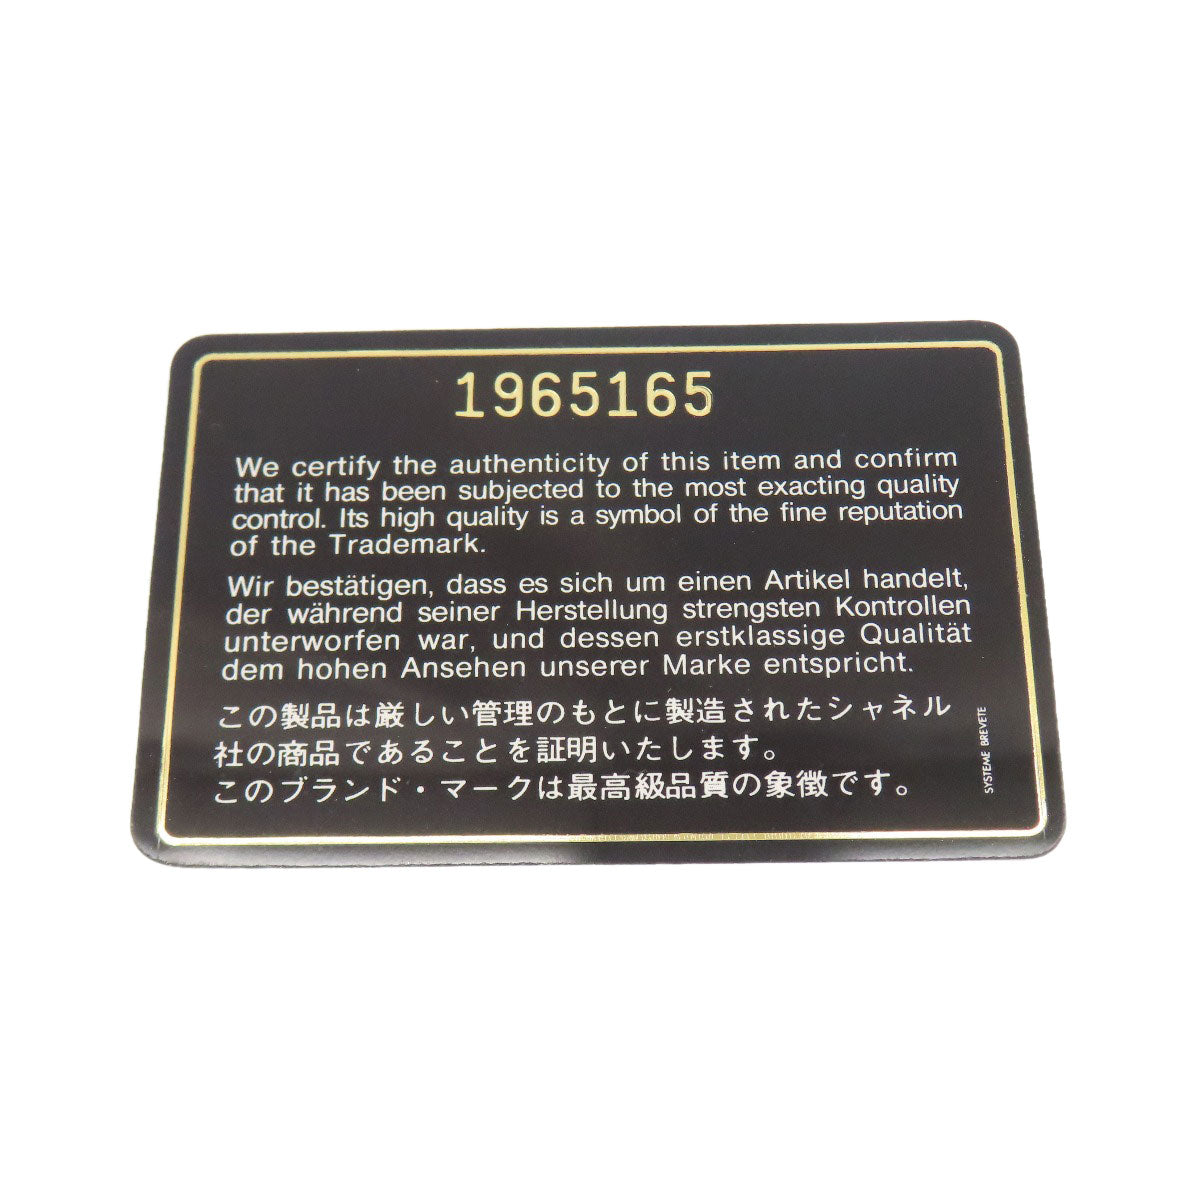 1965165
We certify the authenticity of this item and confirm
that it has been subjected to the most exacting quality
control. Its high quality is a symbol of the fine reputation
of the Trademark.
Wir bestätigen, dass es sich um einen Artikel handelt,
der während seiner Herstellung strengsten Kontrollen
unterworfen war, und dessen erstklassige Qualität
dem hohen Ansehen unserer Marke entspricht.
この製品は厳しい管理のもとに製造されたシャネル
社の商品であることを証明いたします。
このブランド・マークは最高級品質の象徴です。
SYSTEME BREVETE